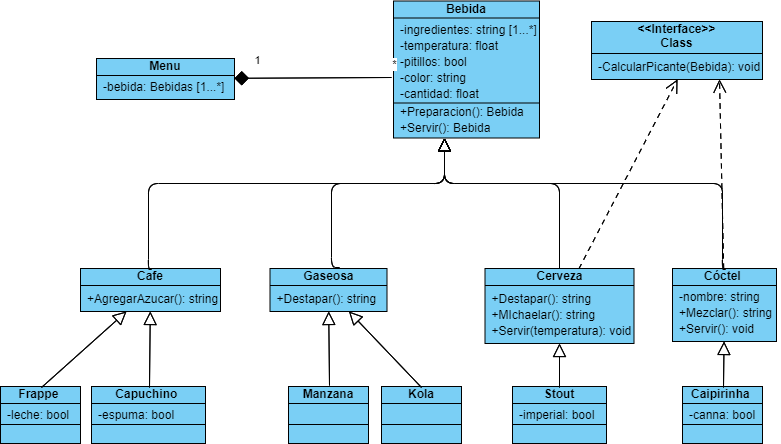 Bebida
-ingredientes: string [1...*]
-temperatura: float
-pitillos: bool
-color: string
-cantidad: float
+Preparacion(): Bebida
+Servir(): Bebida
<<Interface>>
Class
-CalcularPicante(Bebida): void
Menu
-bebida: Bebidas [1...*]
1
*
Cafe
+AgregarAzucar(): string
Gaseosa
+Destapar(): string
Cerveza
+Destapar(): string
+MIchaelar(): string
+Servir(temperatura): void
Cóctel
-nombre: string
+Mezclar(): string
+Servir(): void
Frappe
-leche: bool
Capuchino
-espuma: bool
Manzana
Kola
Stout
-imperial: bool
Caipirinha
-canna: bool